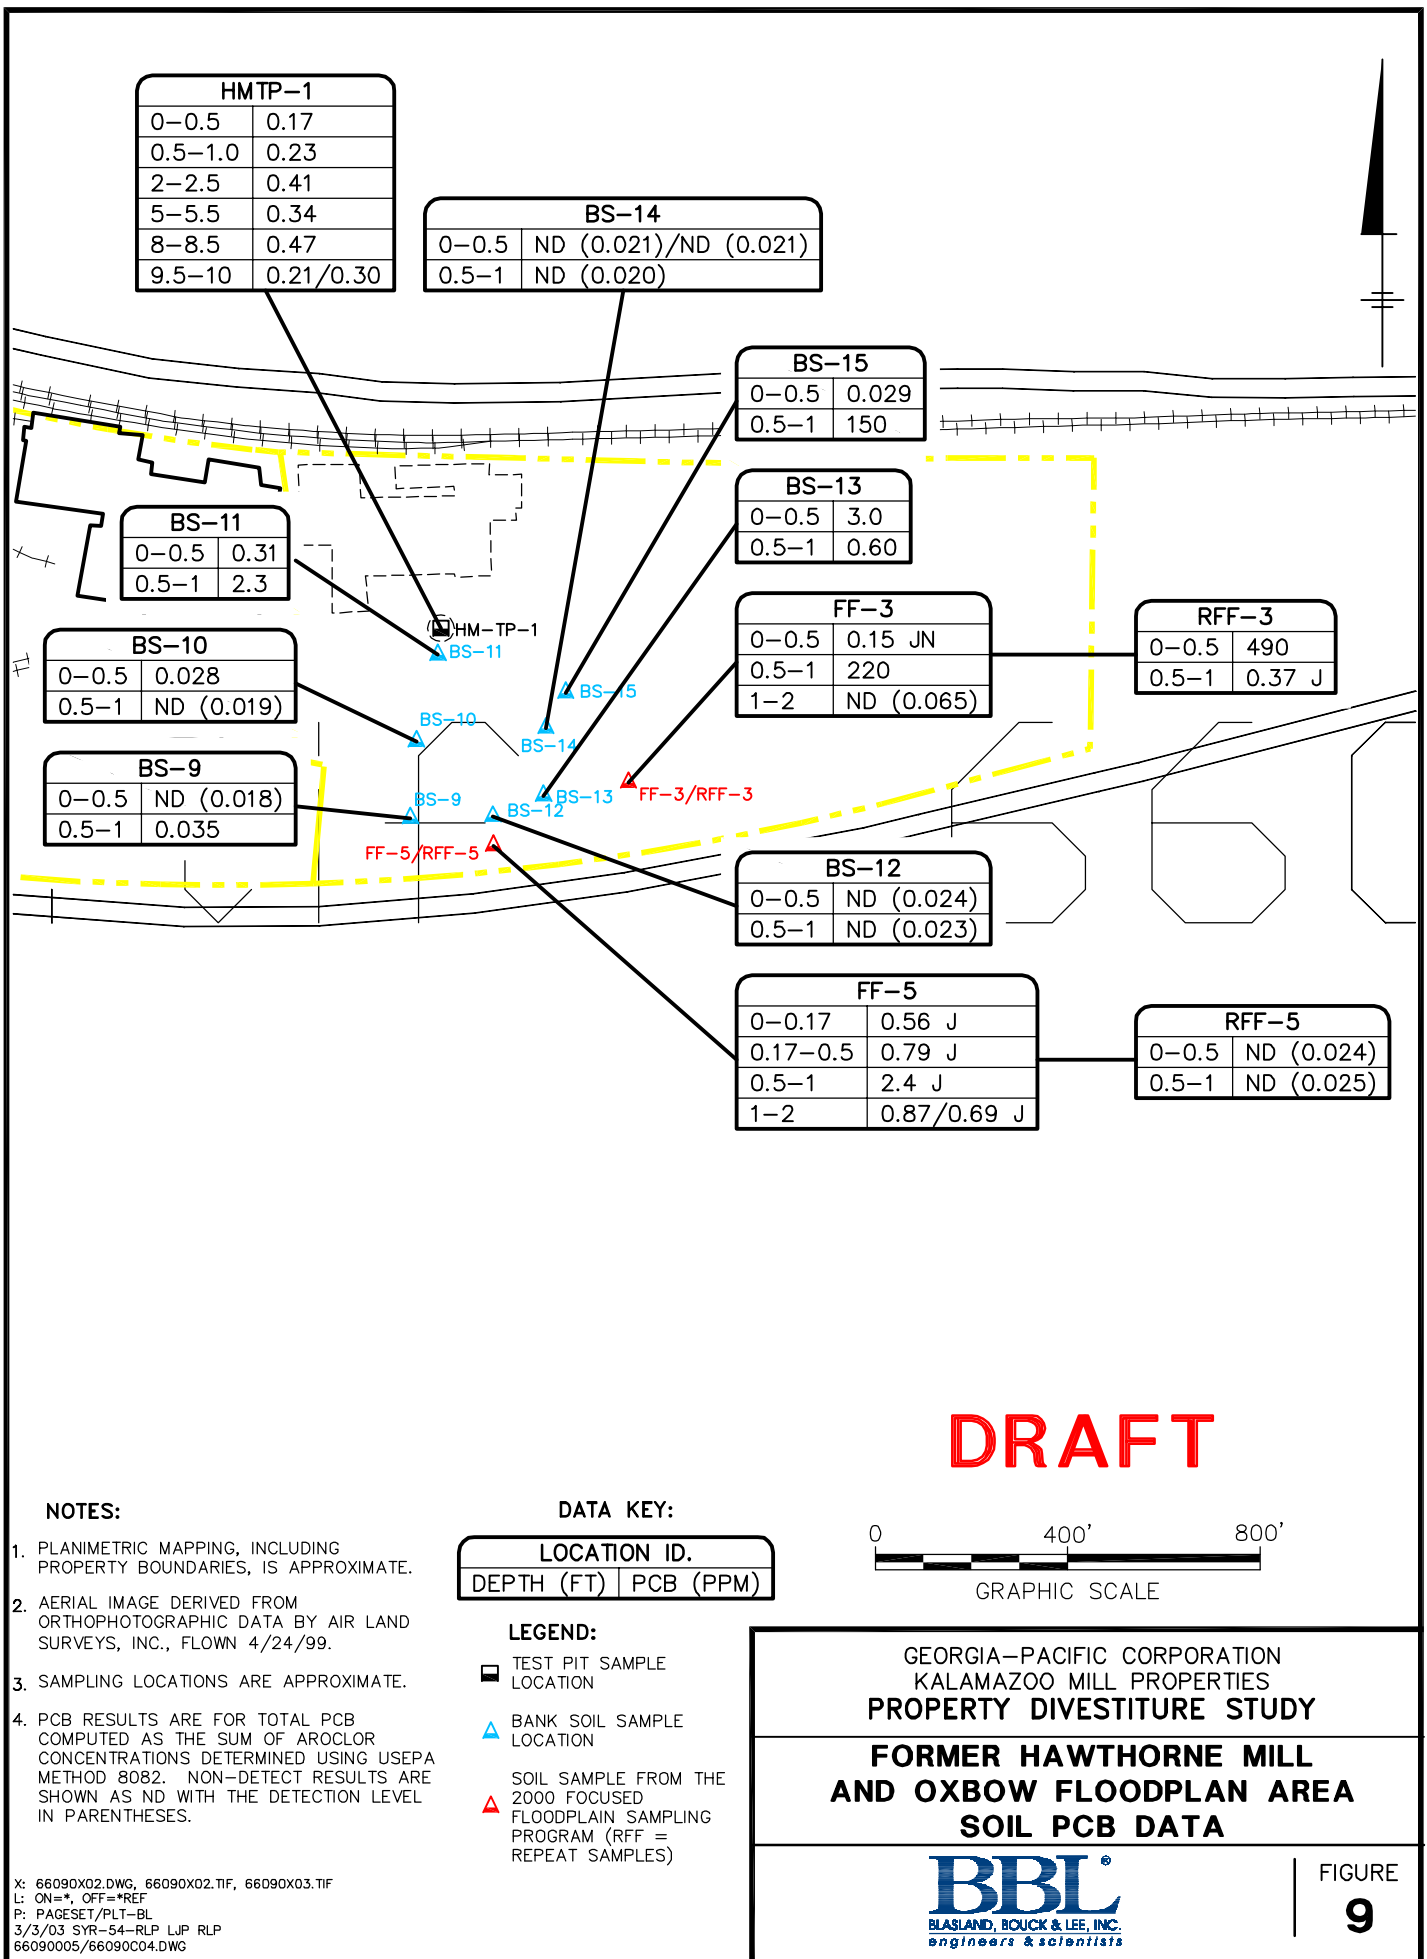 HMTP-1
0-0.5 0.17
0.5-1.0 0.23
2-2.5 0.41
5-5.5 0.34
8-8.5 0.47
9.5-10 0.21/0.30
BS-14
0-0.5 ND (0.021)/ND (0.021)
0.5-1 ND (0.020)
BS-15
0-0.5 0.029
0.5-1 150
BS-13
0-0.5 3.0
0.5-1 0.60
BS-11
0-0.5 0.31
0.5-1 2.3
FF-3
0-0.5 0.15 JN
0.5-1 220
1-2 ND (0.065)
RFF-3
0-0.5 490
0.5-1 0.37 J
BS-10
0-0.5 0.028
0.5-1 ND (0.019)
BS-9
0-0.5 ND (0.018)
0.5-1 0.035
HM-TP-1
BS-11
BS-15
BS-10
BS-14
BS-9
BS-12
BS-13
FF-3/RFF-3
FF-5/RFF-5
BS-12
0-0.5 ND (0.024)
0.5-1 ND (0.023)
FF-5
0-0.17 0.56 J
0.17-0.5 0.79 J
0.5-1 2.4 J
1-2 0.87/0.69 J
RFF-5
0-0.5 ND (0.024)
0.5-1 ND (0.025)
DRAFT
NOTES:
1. PLANIMETRIC MAPPING, INCLUDING
PROPERTY BOUNDARIES, IS APPROXIMATE.
2. AERIAL IMAGE DERIVED FROM
ORTHOPHOTOGRAPHIC DATA BY AIR LAND
SURVEYS, INC., FLOWN 4/24/99.
3. SAMPLING LOCATIONS ARE APPROXIMATE.
4. PCB RESULTS ARE FOR TOTAL PCB
COMPUTED AS THE SUM OF AROCLOR
CONCENTRATIONS DETERMINED USING USEPA
METHOD 8082. NON-DETECT RESULTS ARE
SHOWN AS ND WITH THE DETECTION LEVEL
IN PARENTHESES.
X: 66090X02.DWG, 66090X02.TIF, 66090X03.TIF
L: ON=*, OFF=*REF
P: PAGESET/PLT-BL
3/3/03 SYR-54-RLP LJP RLP
66090005/66090C04.DWG
DATA KEY:
LOCATION ID.
DEPTH (FT) PCB (PPM)
LEGEND:
TEST PIT SAMPLE
LOCATION
BANK SOIL SAMPLE
LOCATION
SOIL SAMPLE FROM THE
2000 FOCUSED
FLOODPLAIN SAMPLING
PROGRAM (RFF =
REPEAT SAMPLES)
0 400' 800'
GRAPHIC SCALE
GEORGIA-PACIFIC CORPORATION
KALAMAZOO MILL PROPERTIES
PROPERTY DIVESTITURE STUDY
FORMER HAWTHORNE MILL
AND OXBOW FLOODPLAN AREA
SOIL PCB DATA
BBL®
BLASLAND, BOUCK & LEE, INC.
engineers & scientists
FIGURE
9